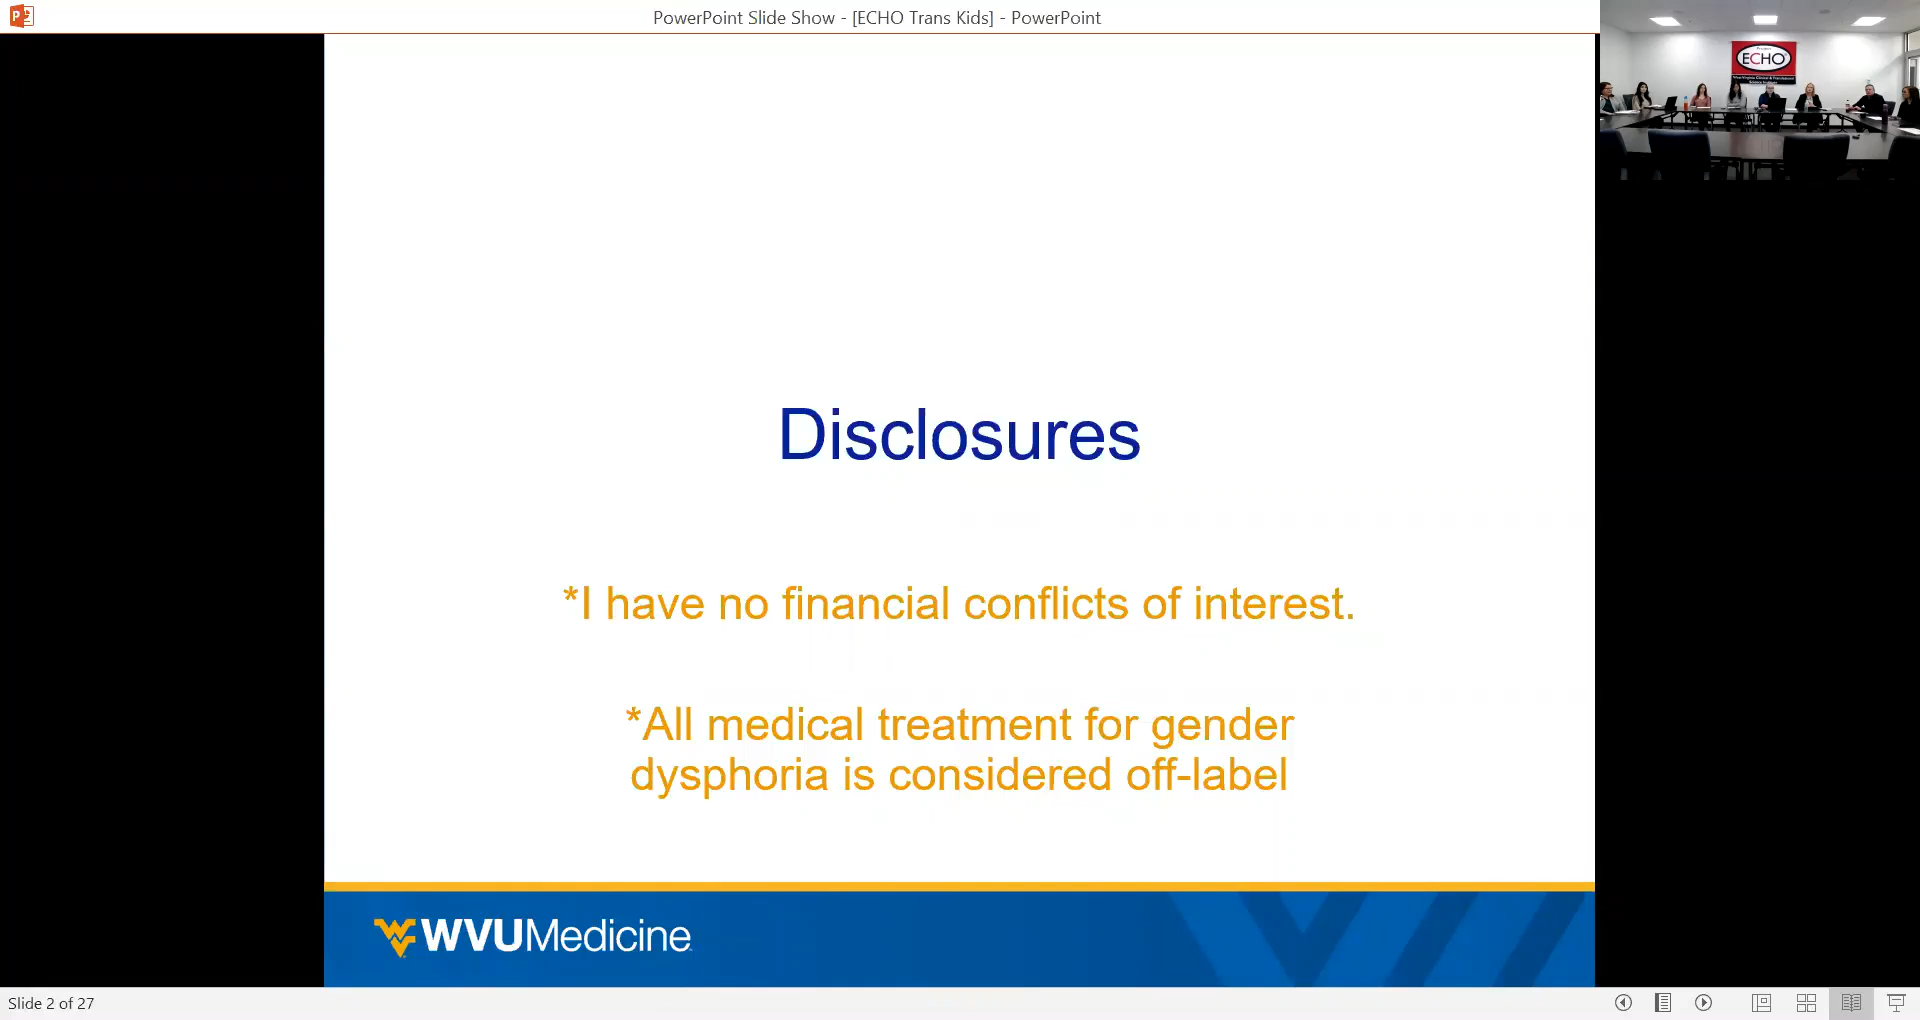 PowerPoint Slide Show - [ECHO Trans Kids] - PowerPoint
ECHO
Disclosures
*I have no financial conflicts of interest.
*All medical treatment for gender
dysphoria is considered off-label
WVUMedicine
Slide 2 of 27